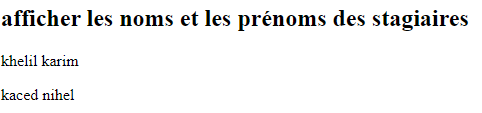 afficher les noms et les prénoms des stagiaires
khelil karim
kaced nihel